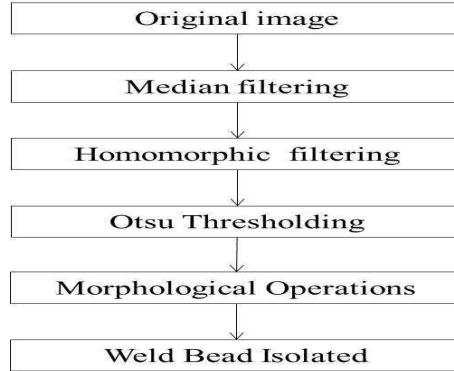 Original image
Median filtering
Homomorphic filtering
Otsu Thresholding
Morphological Operations
Weld Bead Isolated